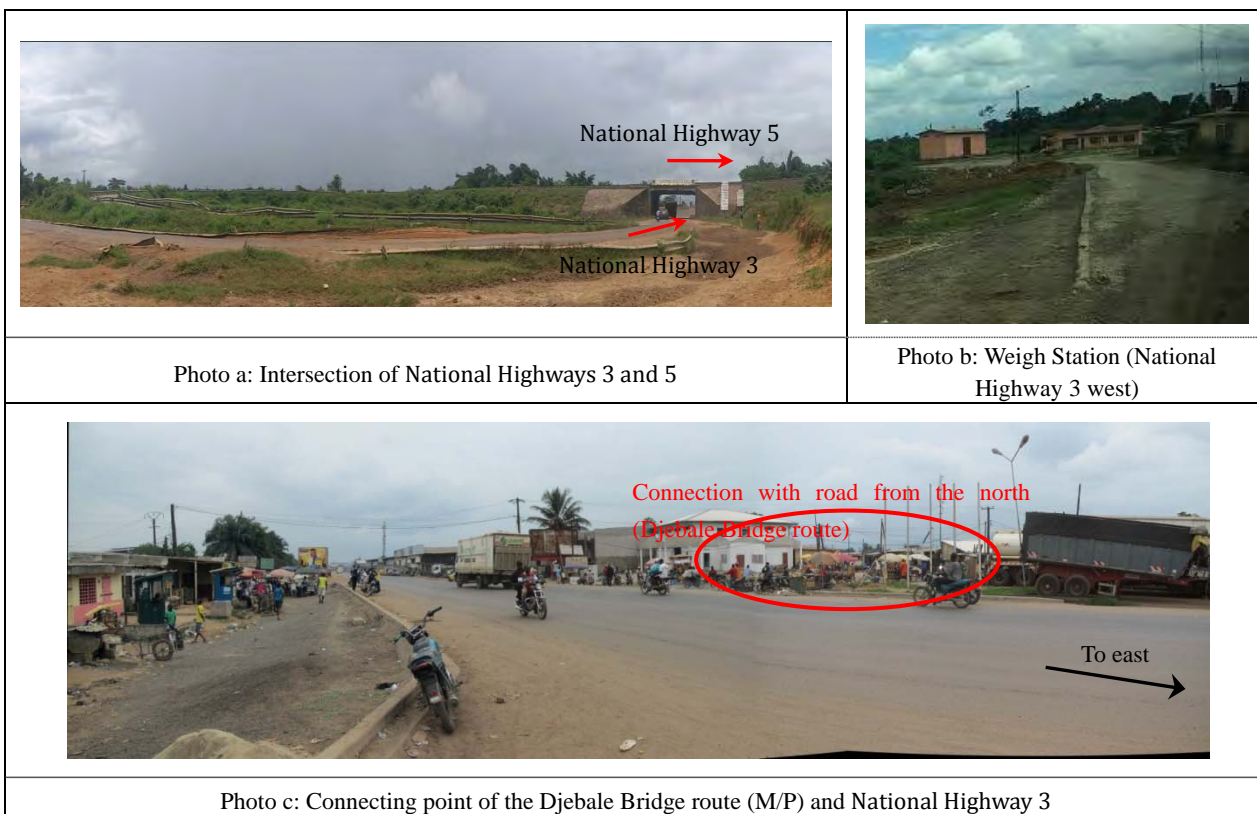 National Highway 5
National Highway 3
Photo a: Intersection of National Highways 3 and 5
Photo b: Weigh Station (National
Highway 3 west)
Connection with road from the north
(Djebale Bridge route)
To east
Photo c: Connecting point of the Djebale Bridge route (M/P) and National Highway 3